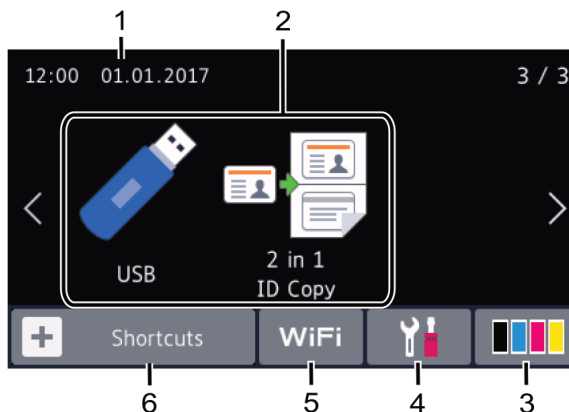 1
2
12:00 01.01.2017 3 / 3
USB
2 in 1
ID Copy
+ Shortcuts WiFi
6 5 4 3